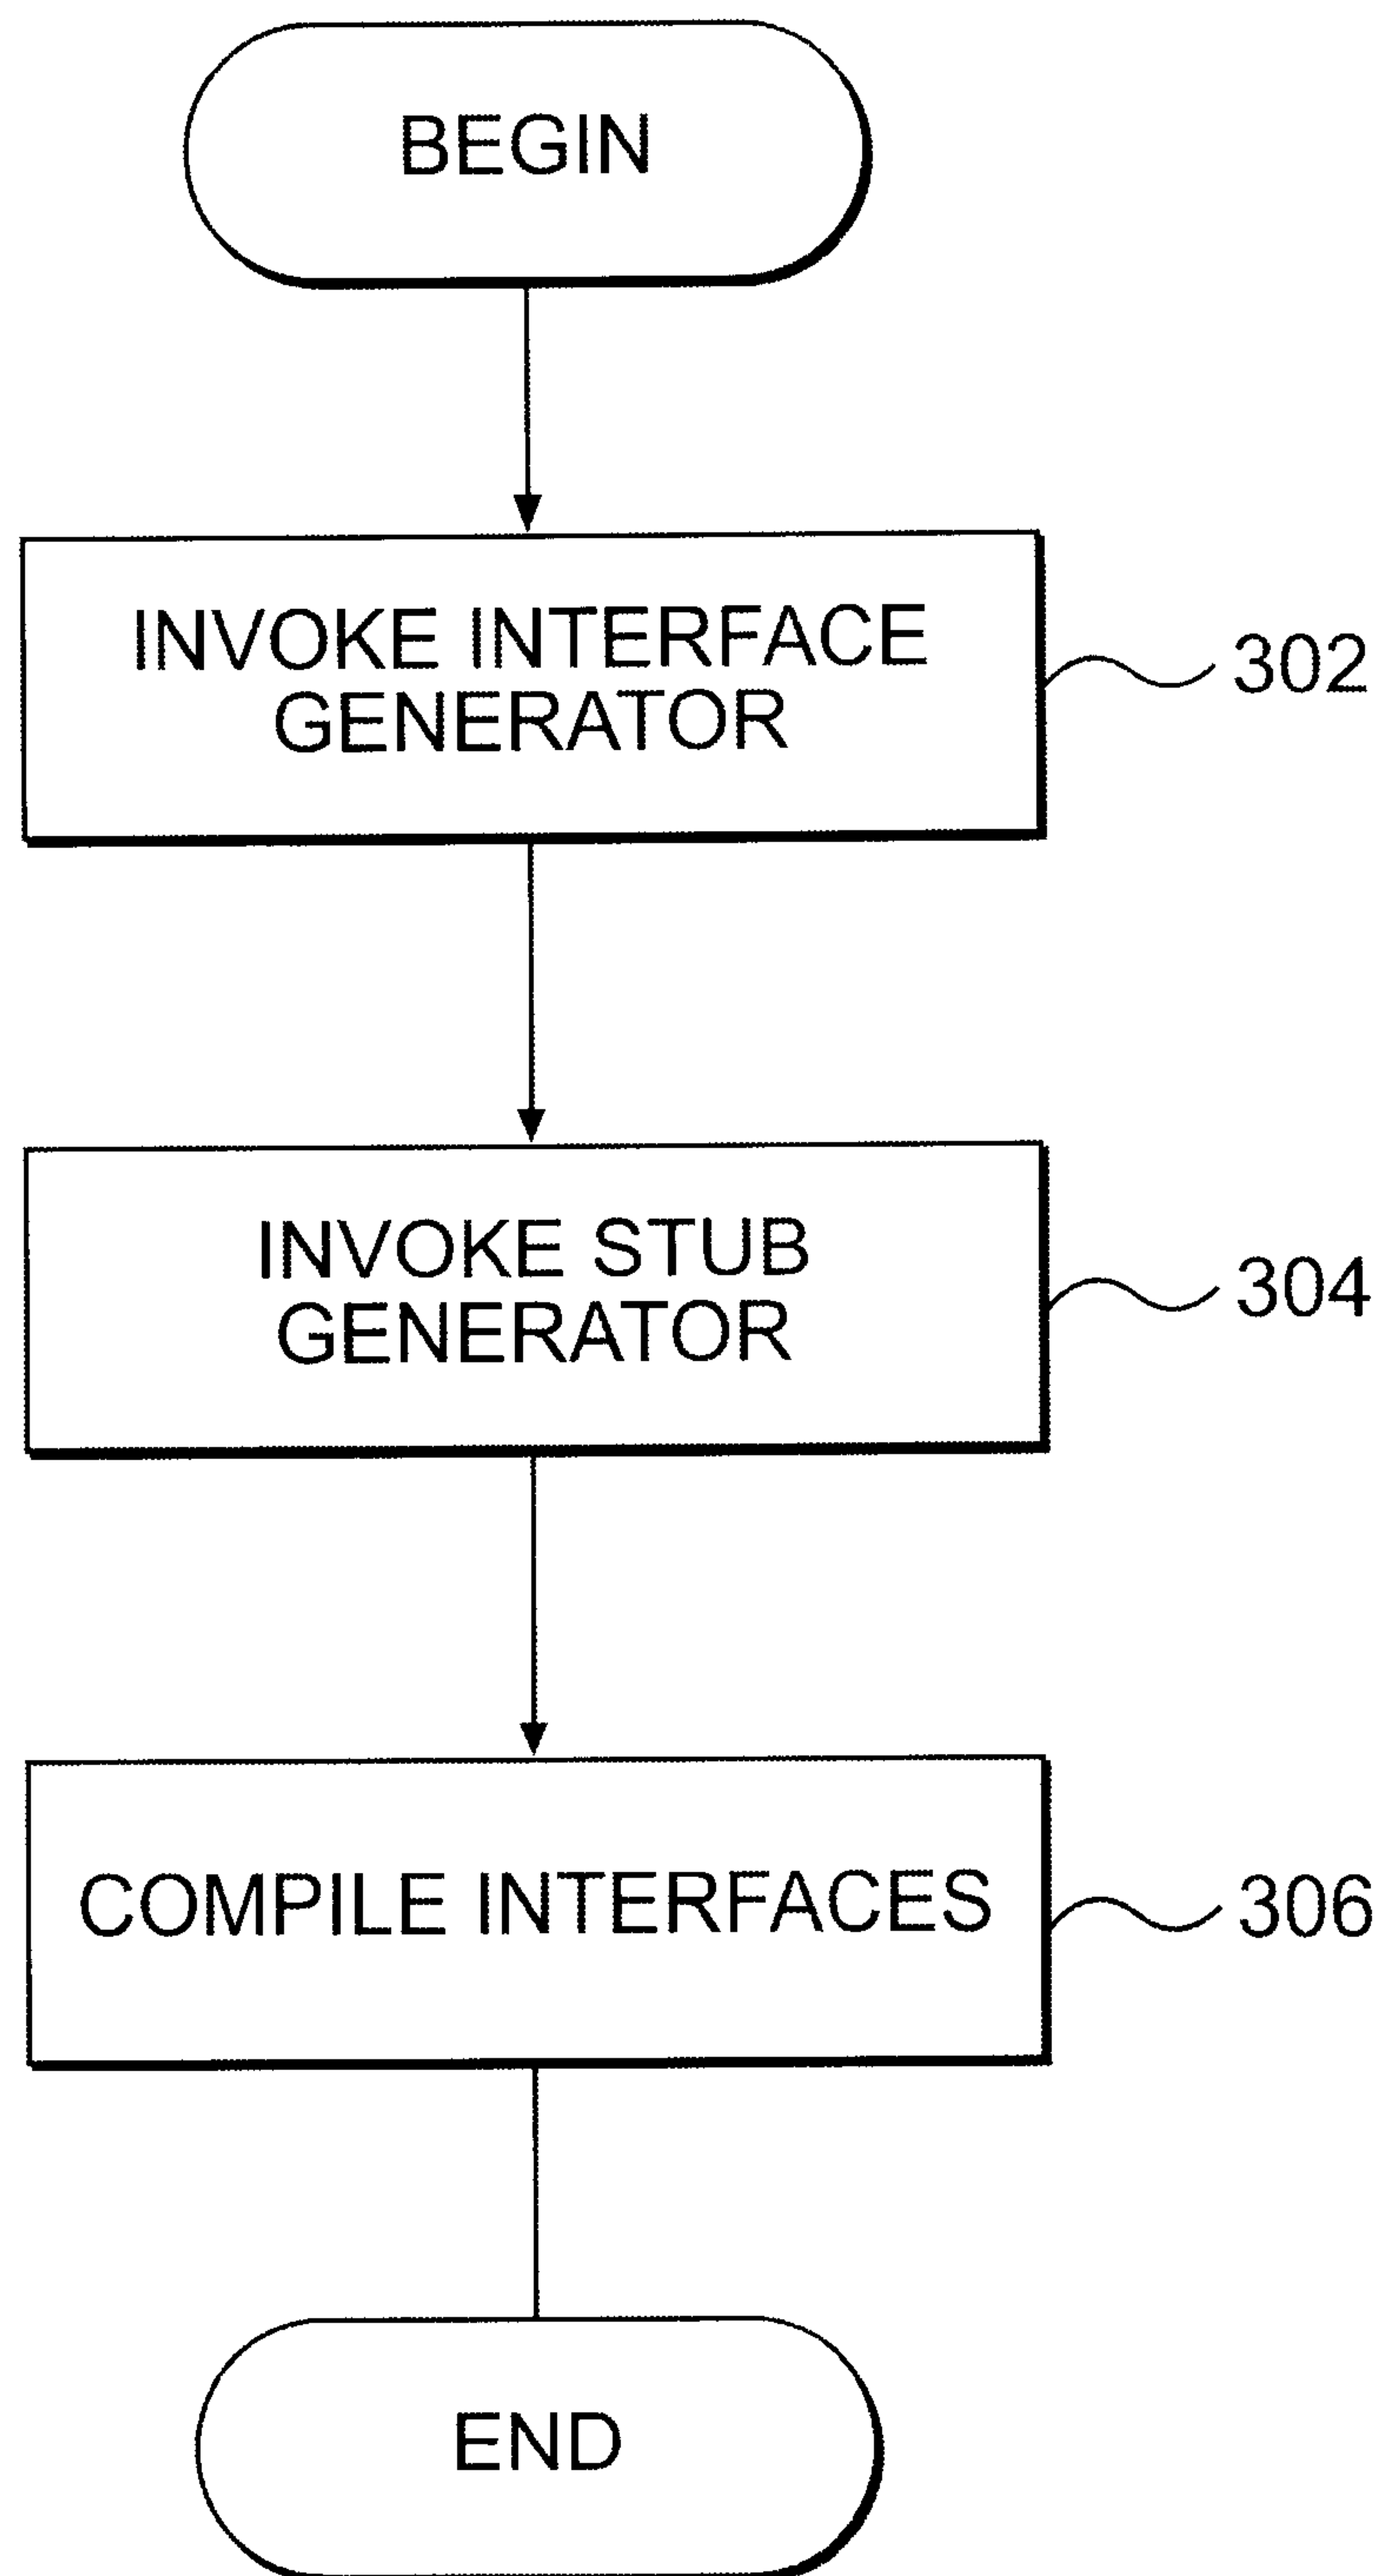 BEGIN
INVOKE INTERFACE
GENERATOR
302
INVOKE STUB
GENERATOR
304
COMPILE INTERFACES
306
END